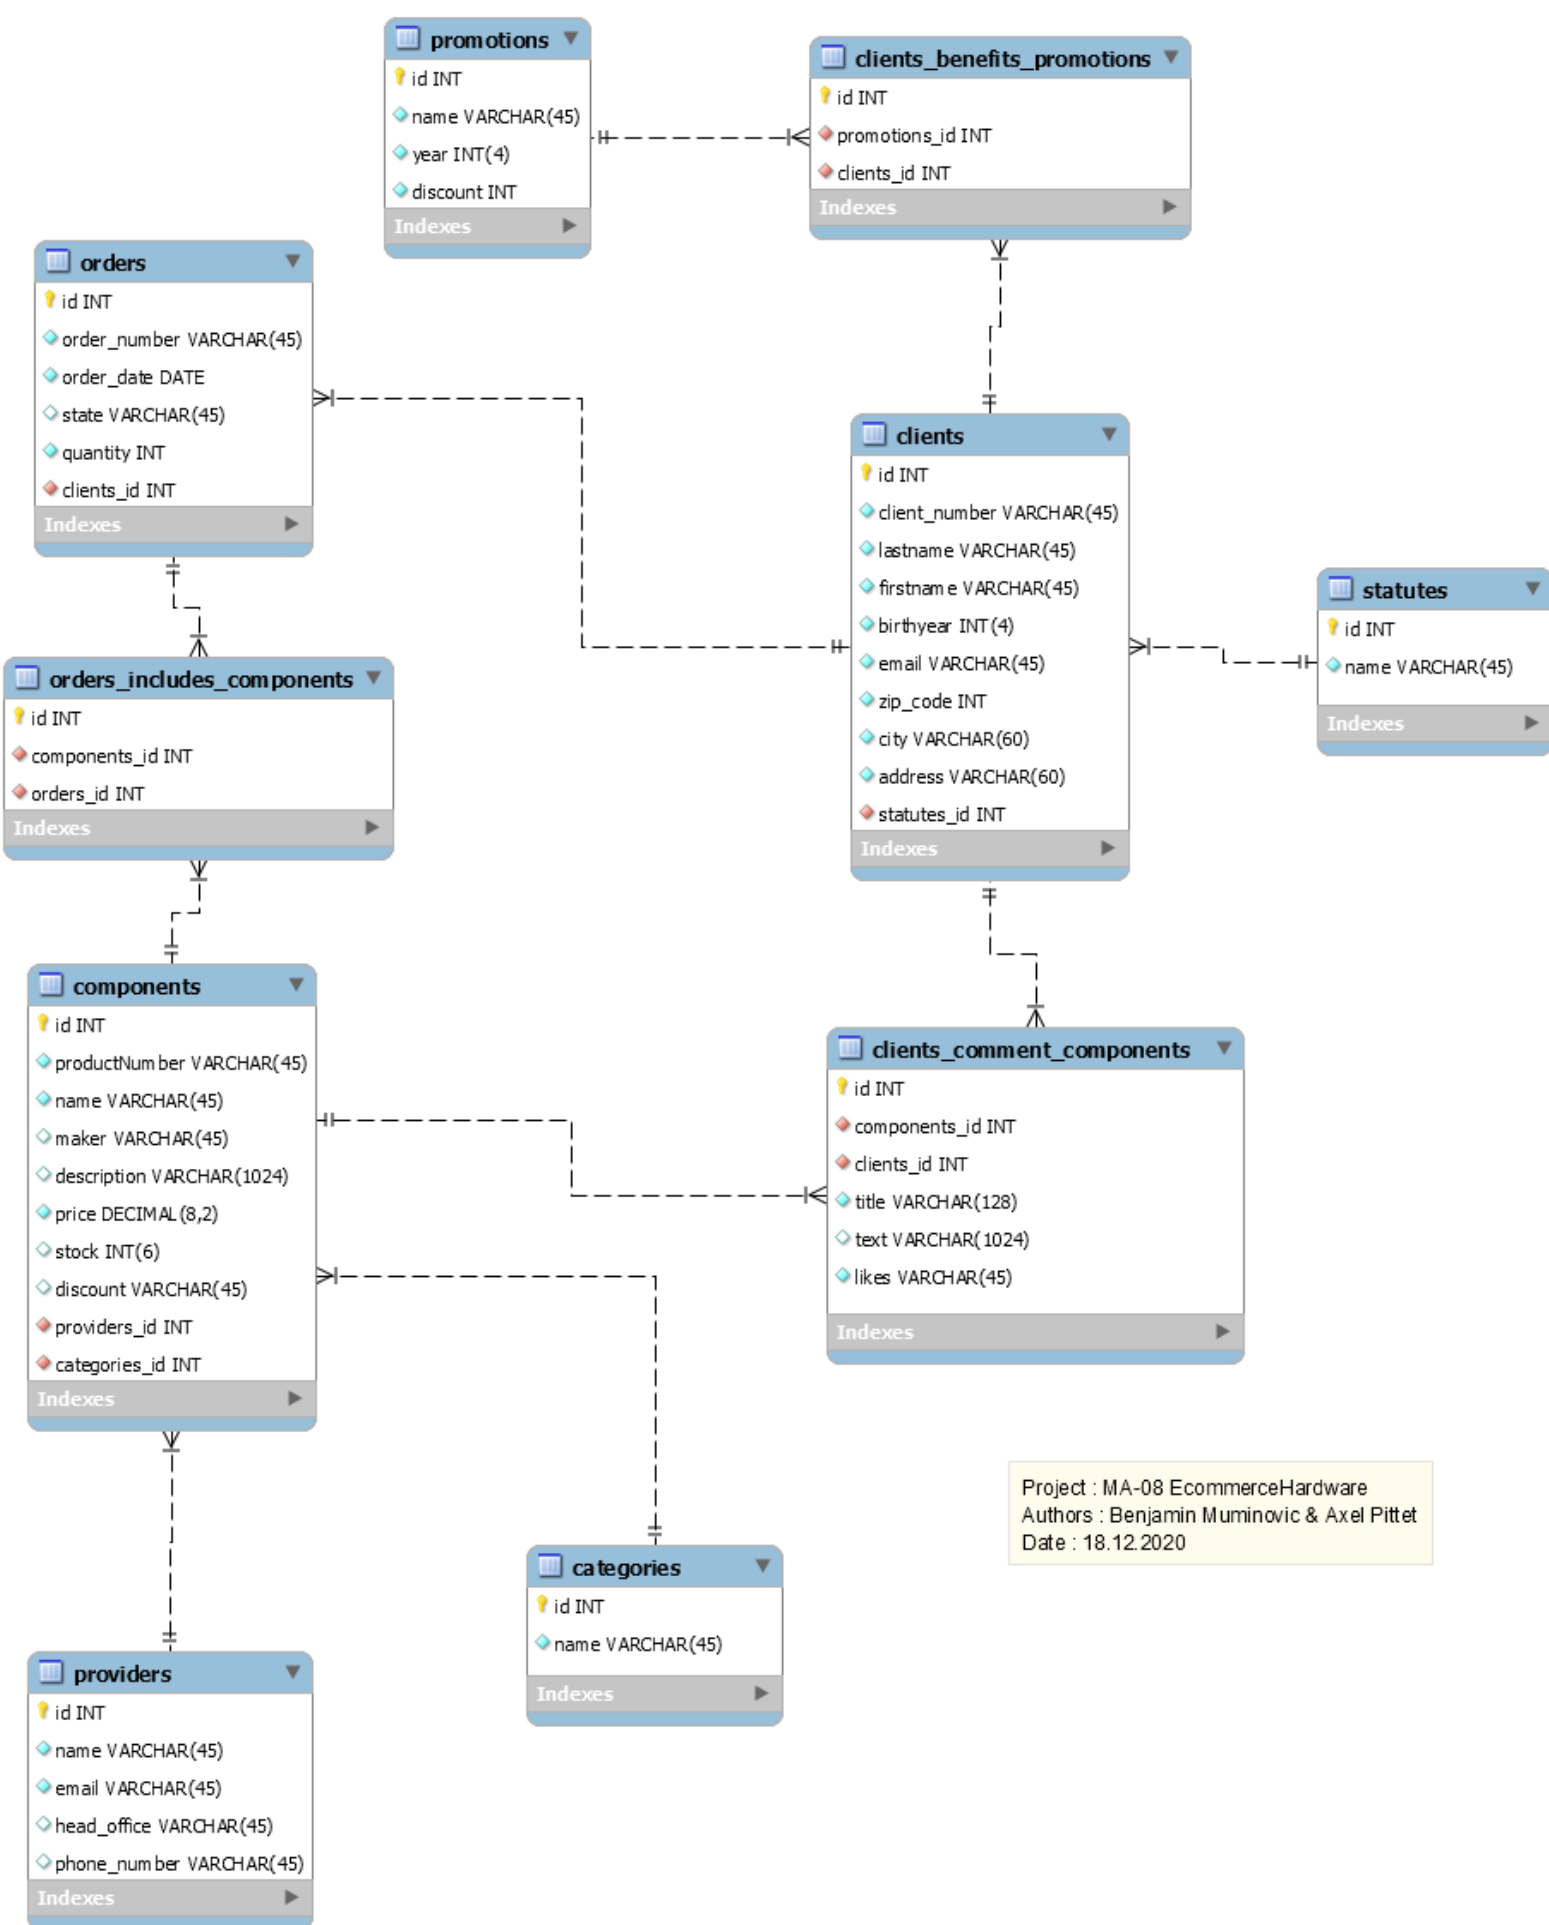 promotions
id INT
name VARCHAR(45)
year INT(4)
discount INT
Indexes
clients_benefits_promotions
id INT
promotions_id INT
clients_id INT
Indexes
orders
id INT
order_number VARCHAR(45)
order_date DATE
state VARCHAR(45)
quantity INT
clients_id INT
Indexes
clients
id INT
client_number VARCHAR(45)
lastname VARCHAR(45)
firstname VARCHAR(45)
birthyear INT(4)
email VARCHAR(45)
zip_code INT
city VARCHAR(60)
address VARCHAR(60)
statutes_id INT
Indexes
statutes
id INT
name VARCHAR(45)
Indexes
orders_includes_components
id INT
components_id INT
orders_id INT
Indexes
components
id INT
productNumber VARCHAR(45)
name VARCHAR(45)
maker VARCHAR(45)
description VARCHAR(1024)
price DECIMAL(8,2)
stock INT(6)
discount VARCHAR(45)
providers_id INT
categories_id INT
Indexes
clients_comment_components
id INT
components_id INT
clients_id INT
title VARCHAR(128)
text VARCHAR(1024)
likes VARCHAR(45)
Indexes
Project : MA-08 EcommerceHardware
Authors : Benjamin Muminovic & Axel Pittet
Date : 18.12.2020
categories
id INT
name VARCHAR(45)
Indexes
providers
id INT
name VARCHAR(45)
email VARCHAR(45)
head_office VARCHAR(45)
phone_number VARCHAR(45)
Indexes